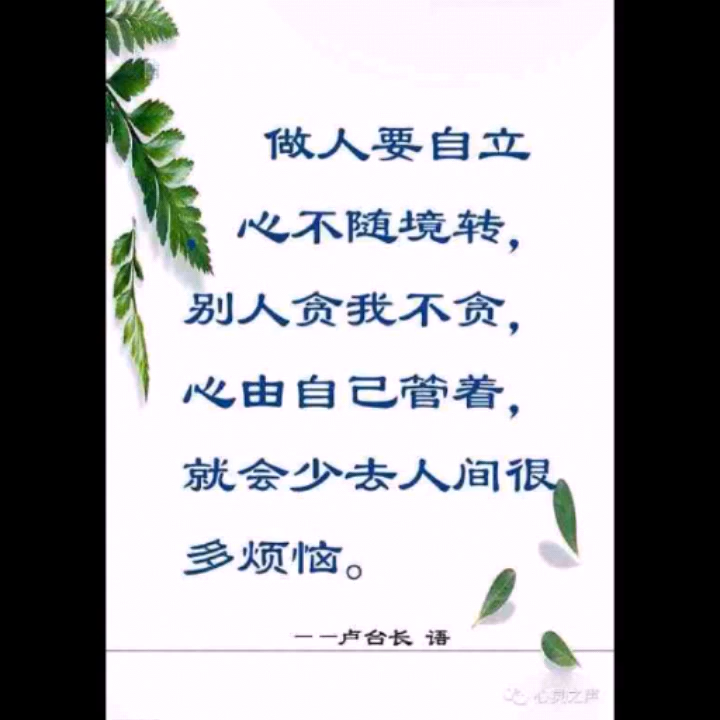 做人要自立
，心不随境转，
别人贪我不贪，
心由自己管着，
就会少去人间很
多烦恼。
——卢台长 语
心灵之声